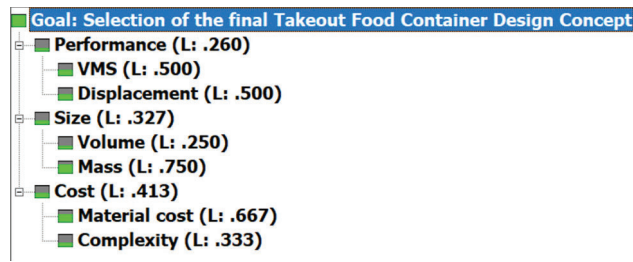 Goal: Selection of the final Takeout Food Container Design Concept
Performance (L: .260)
VMS (L: .500)
Displacement (L: .500)
Size (L: .327)
Volume (L: .250)
Mass (L: .750)
Cost (L: .413)
Material cost (L: .667)
Complexity (L: .333)